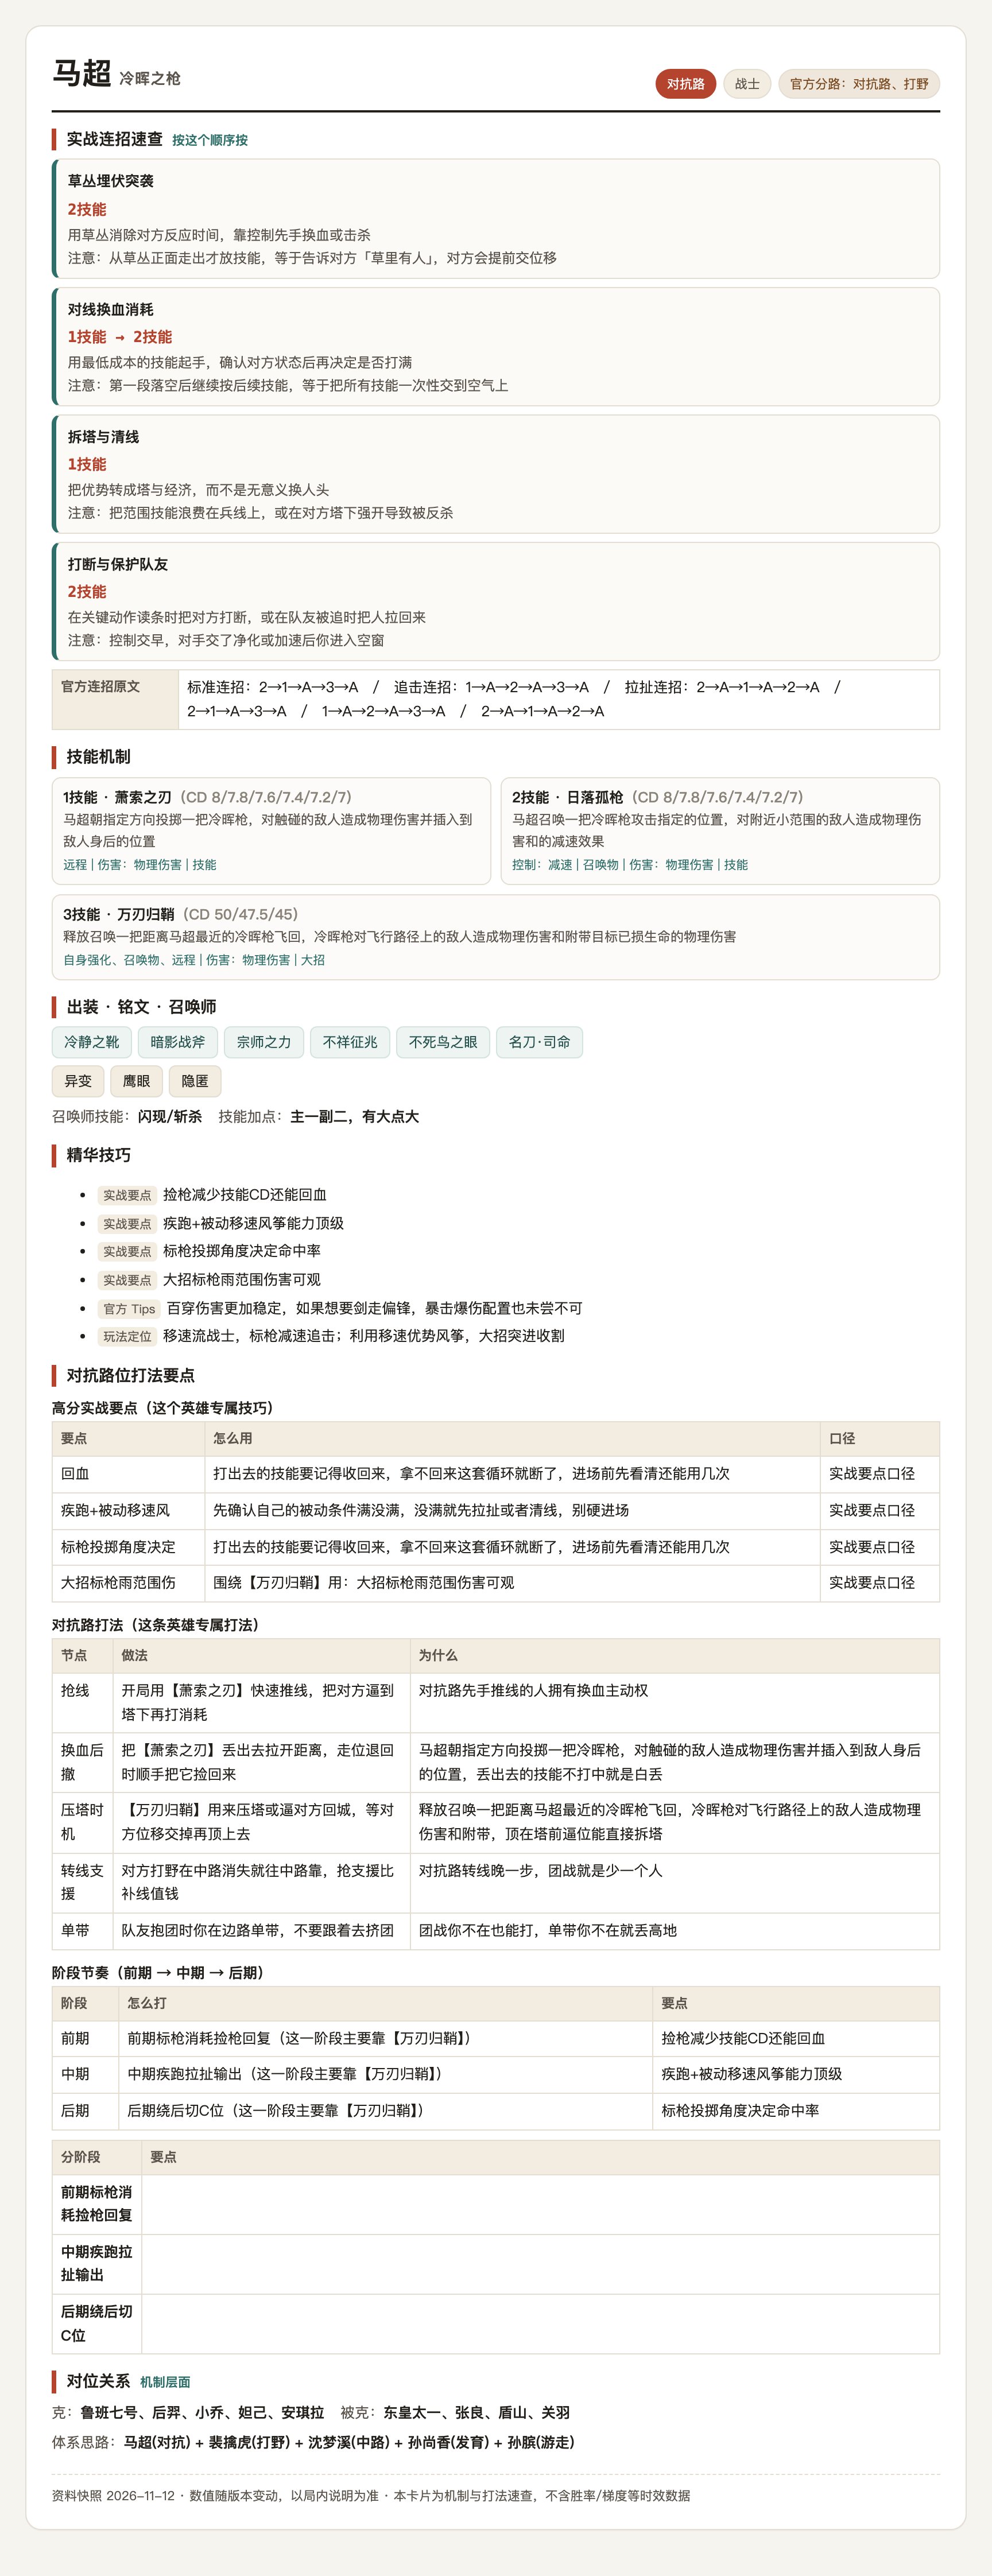 马超 冷晖之枪
对抗路 战士 官方分路：对抗路、打野
实战连招速查 按这个顺序按
草丛埋伏突袭
2技能
用草丛消除对方反应时间，靠控制先手换血或击杀
注意：从草丛正面走出才放技能，等于告诉对方「草里有人」，对方会提前交位移
对线换血消耗
1技能 → 2技能
用最低成本的技能起手，确认对方状态后再决定是否打满
注意：第一段落空后继续按后续技能，等于把所有技能一次性交到空气上
拆塔与清线
1技能
把优势转成塔与经济，而不是无意义换人头
注意：把范围技能浪费在兵线上，或在对方塔下强开导致被反杀
打断与保护队友
2技能
在关键动作读条时把对方打断，或在队友被追时把人拉回来
注意：控制交早，对手交了净化或加速后你进入空窗
官方连招原文
标准连招：2→1→A→3→A / 追击连招：1→A→2→A→3→A / 拉扯连招：2→A→1→A→2→A /
2→1→A→3→A / 1→A→2→A→3→A / 2→A→1→A→2→A
技能机制
1技能 · 萧索之刃（CD 8/7.8/7.6/7.4/7.2/7）
马超朝指定方向投掷一把冷晖枪，对触碰的敌人造成物理伤害并插入到
敌人身后的位置
远程 | 伤害：物理伤害 | 技能
2技能 · 日落孤枪（CD 8/7.8/7.6/7.4/7.2/7）
马超召唤一把冷晖枪攻击指定的位置，对附近小范围的敌人造成物理伤
害和的减速效果
控制：减速 | 召唤物 | 伤害：物理伤害 | 技能
3技能 · 万刃归鞘（CD 50/47.5/45）
释放召唤一把距离马超最近的冷晖枪飞回，冷晖枪对飞行路径上的敌人造成物理伤害和附带目标已损生命的物理伤害
自身强化、召唤物、远程 | 伤害：物理伤害 | 大招
出装 · 铭文 · 召唤师
冷静之靴 暗影战斧 宗师之力 不祥征兆 不死鸟之眼 名刀·司命
异变 鹰眼 隐匿
召唤师技能：闪现/斩杀 技能加点：主一副二，有大点大
精华技巧
• 实战要点 捡枪减少技能CD还能回血
• 实战要点 疾跑+被动移速风筝能力顶级
• 实战要点 标枪投掷角度决定命中率
• 实战要点 大招标枪雨范围伤害可观
• 官方 Tips 百穿伤害更加稳定，如果想要剑走偏锋，暴击爆伤配置也未尝不可
• 玩法定位 移速流战士，标枪减速追击；利用移速优势风筝，大招突进收割
对抗路位打法要点
高分实战要点（这个英雄专属技巧）
要点 怎么用 口径
回血 打出去的技能要记得收回来，拿不回来这套循环就断了，进场前先看清还能用几次 实战要点口径
疾跑+被动移速风 先确认自己的被动条件满没满，没满就先拉扯或者清线，别硬进场 实战要点口径
标枪投掷角度决定 打出去的技能要记得收回来，拿不回来这套循环就断了，进场前先看清还能用几次 实战要点口径
大招标枪雨范围伤 围绕【万刃归鞘】用：大招标枪雨范围伤害可观 实战要点口径
对抗路打法（这条英雄专属打法）
节点 做法 为什么
抢线 开局用【萧索之刃】快速推线，把对方逼到 对抗路先手推线的人拥有换血主动权
塔下再打消耗
换血后 把【萧索之刃】丢出去拉开距离，走位退回 马超朝指定方向投掷一把冷晖枪，对触碰的敌人造成物理伤害并插入到敌人身后
撤 时顺手把它捡回来 的位置，丢出去的技能不打中就是白丢
压塔时 【万刃归鞘】用来压塔或逼对方回城，等对 释放召唤一把距离马超最近的冷晖枪飞回，冷晖枪对飞行路径上的敌人造成物理
机 方位移交掉再顶上去 伤害和附带，顶在塔前逼位能直接拆塔
转线支 对方打野在中路消失就往中路靠，抢支援比 对抗路转线晚一步，团战就是少一个人
援 补线值钱
单带 队友抱团时你在边路单带，不要跟着去挤团 团战你不在也能打，单带你不在就丢高地
阶段节奏（前期 → 中期 → 后期）
阶段 怎么打 要点
前期 前期标枪消耗捡枪回复（这一阶段主要靠【万刃归鞘】） 捡枪减少技能CD还能回血
中期 中期疾跑拉扯输出（这一阶段主要靠【万刃归鞘】） 疾跑+被动移速风筝能力顶级
后期 后期绕后切C位（这一阶段主要靠【万刃归鞘】） 标枪投掷角度决定命中率
分阶段 要点
前期标枪消
耗捡枪回复
中期疾跑拉
扯输出
后期绕后切
C位
对位关系 机制层面
克：鲁班七号、后羿、小乔、妲己、安琪拉 被克：东皇太一、张良、盾山、关羽
体系思路：马超(对抗) + 裴擒虎(打野) + 沈梦溪(中路) + 孙尚香(发育) + 孙膑(游走)
资料快照 2026-11-12 · 数值随版本变动，以局内说明为准 · 本卡片为机制与打法速查，不含胜率/梯度等时效数据